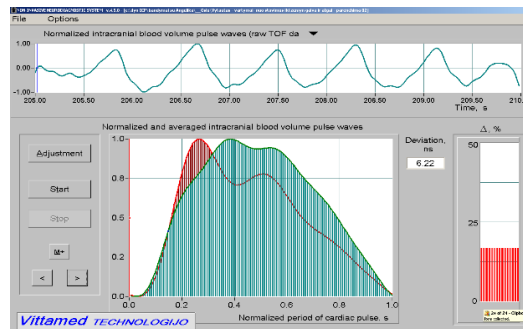 File Options
Normalized intracranial blood volume pulse waves (raw TOF da
1.00
0.00-
-1.00-
205.00 205.50 206.00 206.50 207.00 207.50 208.00 208.50 209.00 209.50 210.
Time, s
Normalized and averaged intracranial blood volume pulse waves
Adjustment
Start
Stop
M+
< >
1.0-
0.8-
0.5-
0.2-
0.0-
0.0 0.2 0.4 0.6 0.8 1.0
Normalized period of cardiac pulse, s
Deviation,
ns
6.22
Δ, %
50
25
0
Vittamed TECHNOLOGIJO